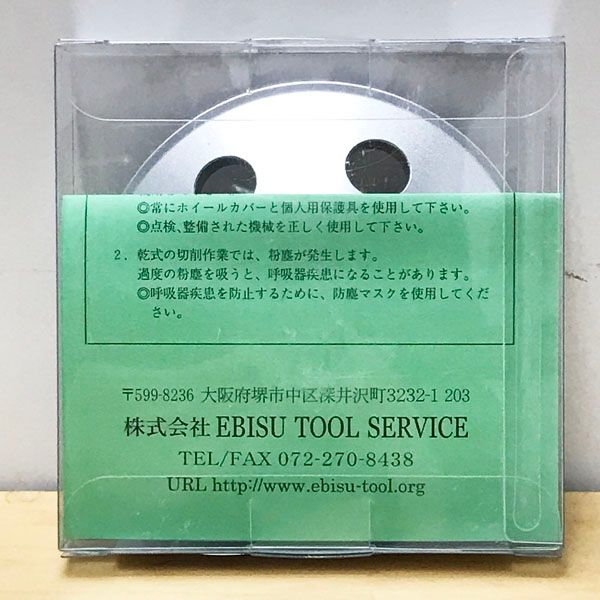 ◎常にホイールカバーと個人用保護具を使用して下さい。
◎点検、整備された機械を正しく使用して下さい。
2．乾式の切削作業では、粉塵が発生します。
過度の粉塵を吸うと、呼吸器疾患になることがあります。
◎呼吸器疾患を防止するために、防塵マスクを使用してくだ
さい。
〒599-8236 大阪府堺市中区深井沢町3232-1 203
株式会社 EBISU TOOL SERVICE
TEL/FAX 072-270-8438
URL http://www.ebisu-tool.org